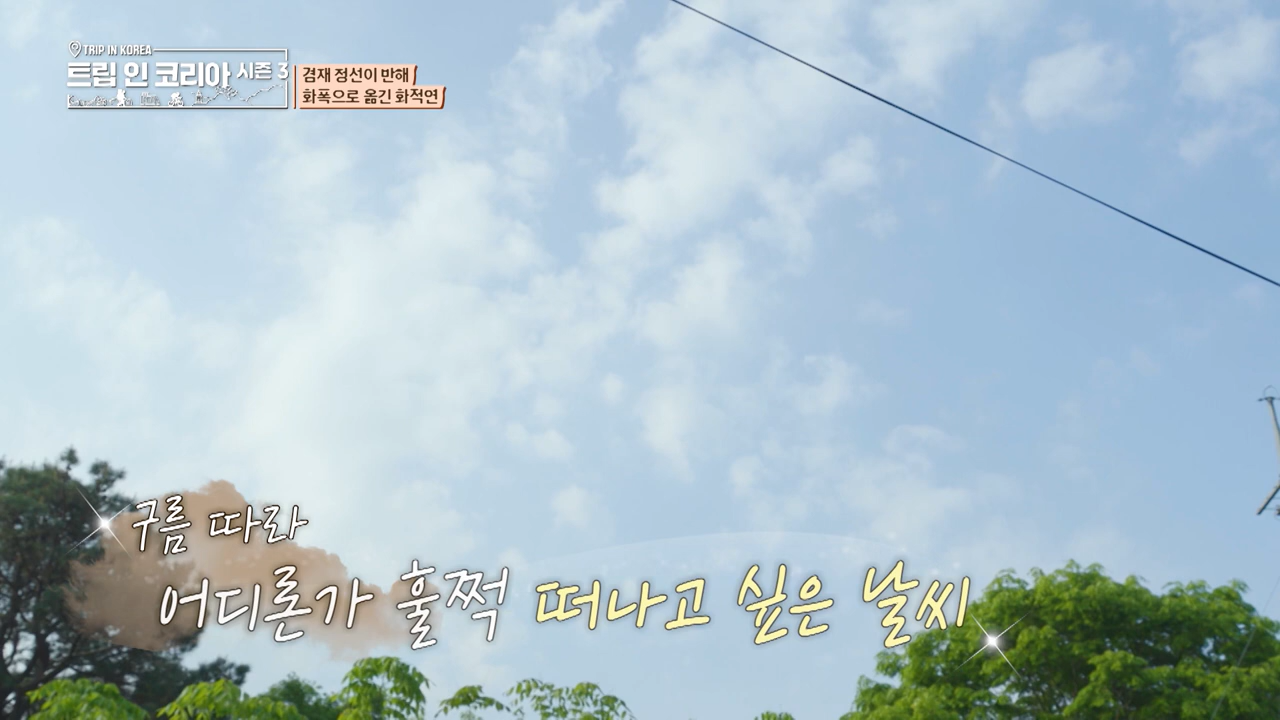 TRIP IN KOREA
트립 인 코리아 시즌 3
겸재 정선이 반해
화폭으로 옮긴 화적연
구름 따라
어디론가 훌쩍 떠나고 싶은 날씨